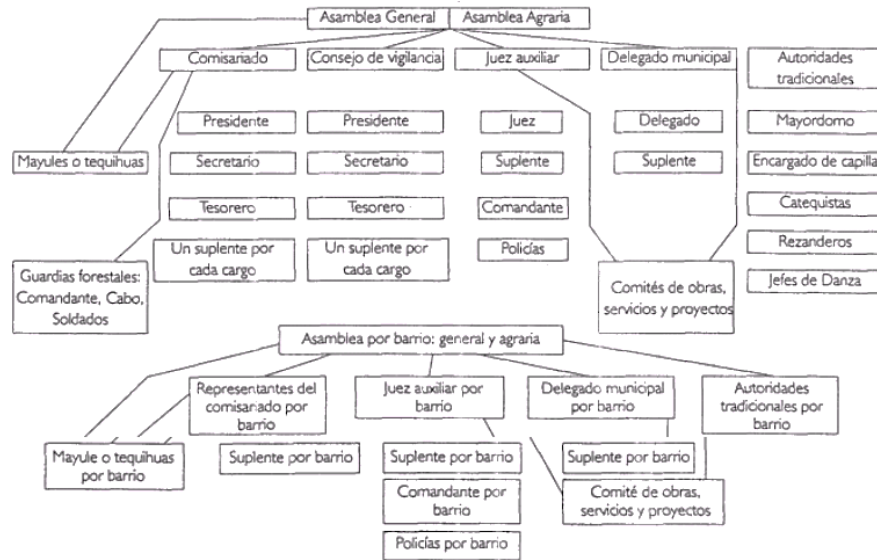 Asamblea General
Asamblea Agraria
Comisariado
Consejo de vigilancia
Juez auxiliar
Delegado municipal
Autoridades
tradicionales
Presidente
Presidente
Juez
Delegado
Mayordomo
Mayules o tequihuas
Secretario
Secretario
Suplente
Suplente
Encargado de capilla
Tesorero
Tesorero
Comandante
Catequistas
Un suplente por
cada cargo
Un suplente por
cada cargo
Policías
Rezanderos
Guardias forestales:
Comandante, Cabo,
Soldados
Comités de obras,
servicios y proyectos
Jefes de Danza
Asamblea por barrio: general y agraria
Representantes del
comisariado por
barrio
Juez auxiliar por
barrio
Delegado municipal
por barrio
Autoridades
tradicionales por
barrio
Mayule o tequihuas
por barrio
Suplente por barrio
Suplente por barrio
Suplente por barrio
Comandante por
barrio
Comité de obras,
servicios y proyectos
Policías por barrio